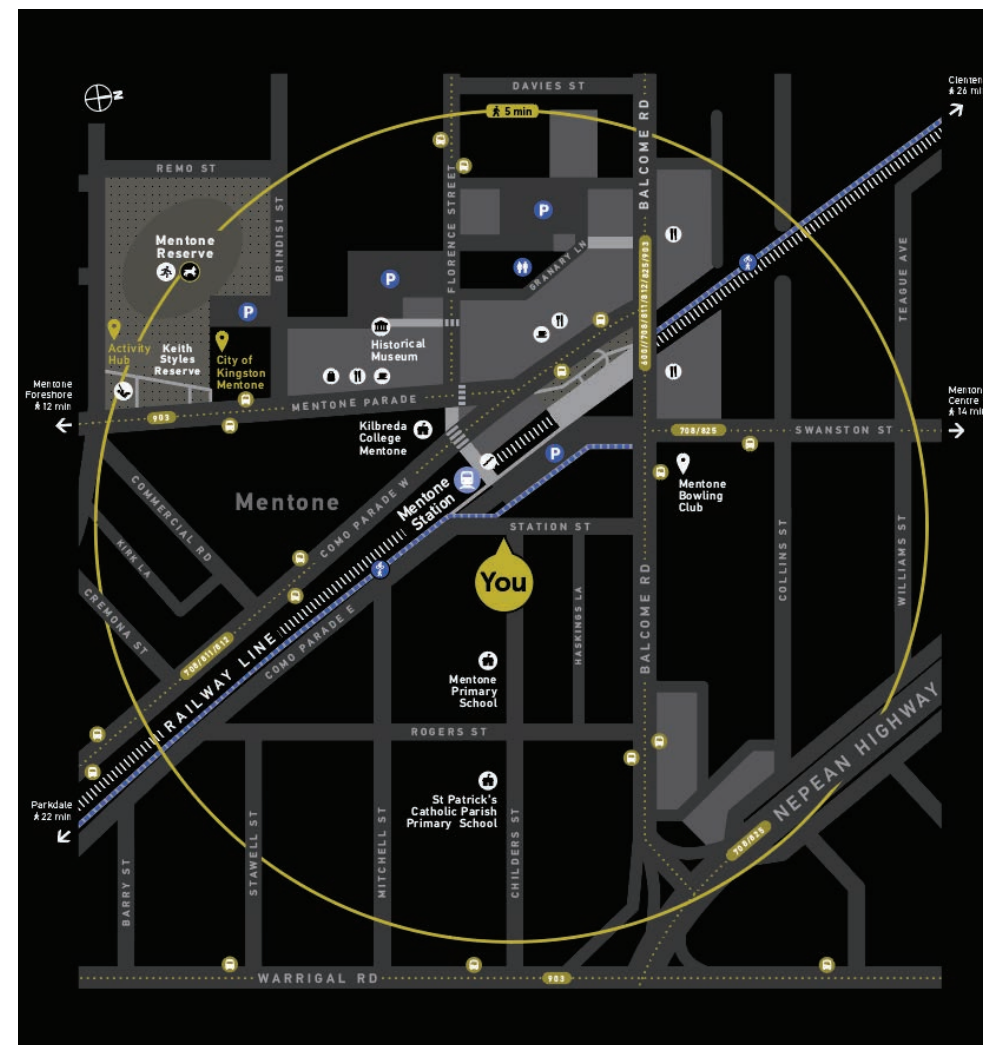 Clenten
26 min
N
DAVIES ST
5 min
BALCOME RD
REMO ST
FLORENCE STREET
BRINDISI ST
P
Mentone
Reserve
GRANARY LN
TEAGUE AVE
P
P
600//708/811/812/825/903
Activity
Hub
Keith
Styles
Reserve
City of
Kingston
Mentone
Historical
Museum
Mentone
Foreshore
12 min
903
MENTONE PARADE
Mento
Centre
14 min
Kilbreda
College
Mentone
708/825
SWANSTON ST
P
Mentone
Bowling
Club
COMMERCIAL RD
Mentone
COMO PARADE W
Mentone
Station
STATION ST
KIRK LA
You
COLLINS ST
WILLIAMS ST
CREMONA ST
708/811/812
RAILWAY LINE
COMO PARADE E
HASKINGS LA
BALCOME RD
Mentone
Primary
School
ROGERS ST
NEPEAN HIGHWAY
St Patrick's
Catholic Parish
Primary School
Parkdale
22 min
708/825
BARRY ST
STAWELL ST
MITCHELL ST
CHILDERS ST
WARRIGAL RD
903